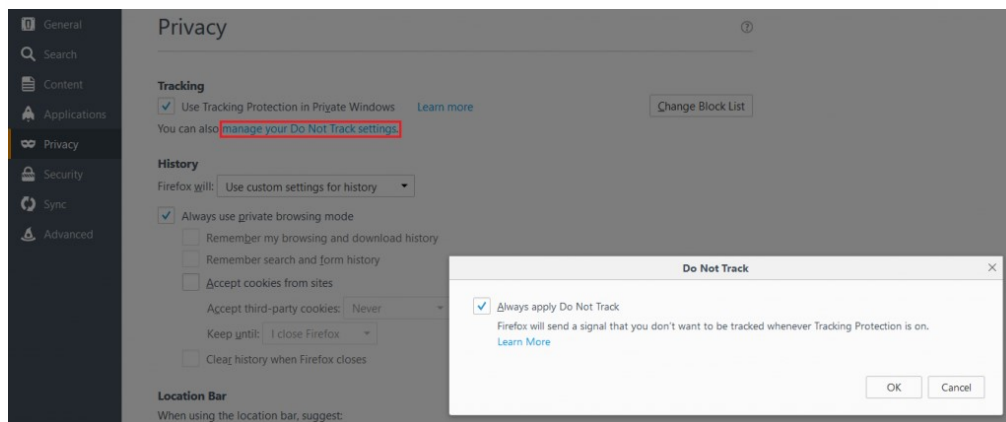 General
Search
Content
Applications
Privacy
Security
Sync
Advanced
Privacy
?
Tracking
Use Tracking Protection in Private Windows Learn more
Change Block List
You can also manage your Do Not Track settings.
History
Firefox will: Use custom settings for history
Always use private browsing mode
Remember my browsing and download history
Remember search and form history
Accept cookies from sites
Accept third-party cookies: Never
Keep until: I close Firefox
Clear history when Firefox closes
Location Bar
When using the location bar, suggest:
Do Not Track
Always apply Do Not Track
Firefox will send a signal that you don't want to be tracked whenever Tracking Protection is on.
Learn More
OK Cancel